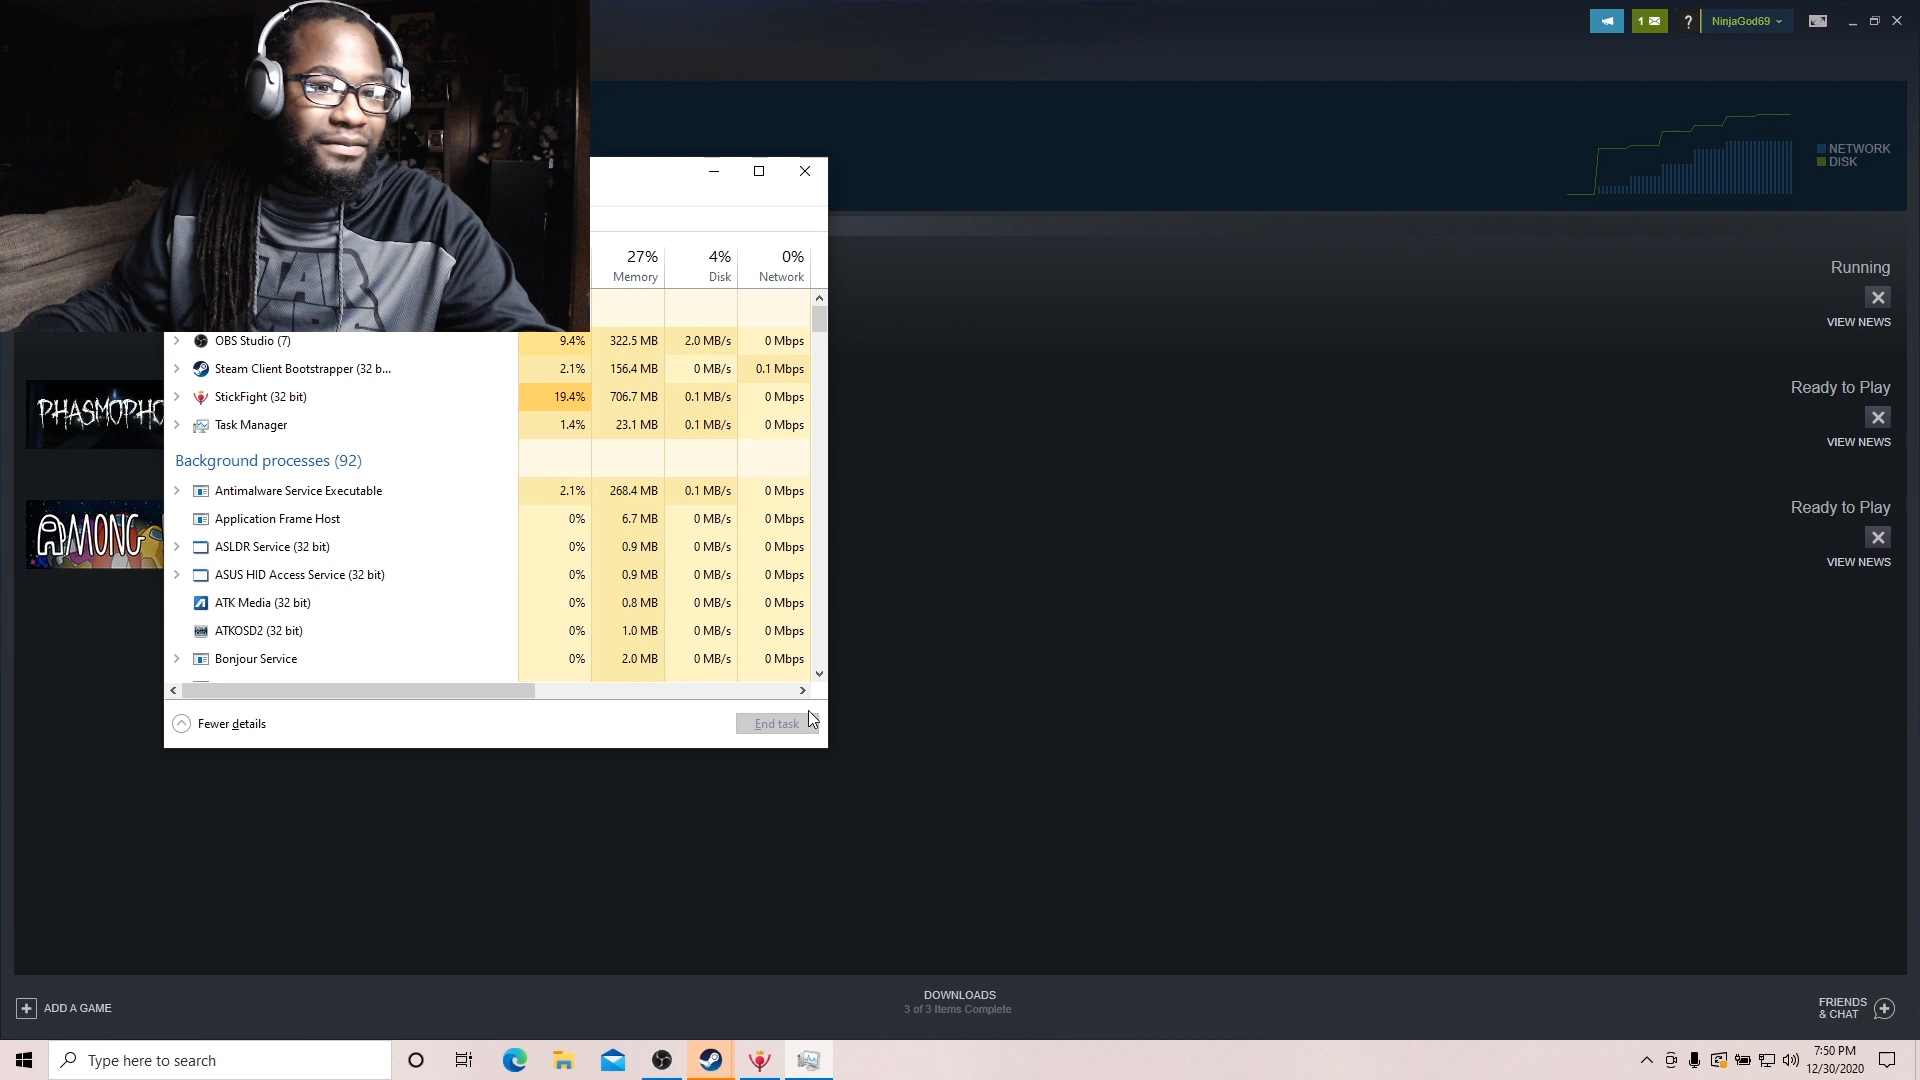 1
?
NinjaGod69
NETWORK
DISK
27% 4% 0%
Memory Disk Network
Running
VIEW NEWS
OBS Studio (7) 9.4% 322.5 MB 2.0 MB/s 0 Mbps
Steam Client Bootstrapper (32 b... 2.1% 156.4 MB 0 MB/s 0.1 Mbps
StickFight (32 bit) 19.4% 706.7 MB 0.1 MB/s 0 Mbps
Task Manager 1.4% 23.1 MB 0.1 MB/s 0 Mbps
PHASMOPHO
Ready to Play
VIEW NEWS
Background processes (92)
Antimalware Service Executable 2.1% 268.4 MB 0.1 MB/s 0 Mbps
Application Frame Host 0% 6.7 MB 0 MB/s 0 Mbps
ASLDR Service (32 bit) 0% 0.9 MB 0 MB/s 0 Mbps
ASUS HID Access Service (32 bit) 0% 0.9 MB 0 MB/s 0 Mbps
ATK Media (32 bit) 0% 0.8 MB 0 MB/s 0 Mbps
ATKOSD2 (32 bit) 0% 1.0 MB 0 MB/s 0 Mbps
Bonjour Service 0% 2.0 MB 0 MB/s 0 Mbps
AMONG
Ready to Play
VIEW NEWS
Fewer details
End task
ADD A GAME
DOWNLOADS
3 of 3 Items Complete
FRIENDS
& CHAT
Type here to search
7:50 PM
12/30/2020